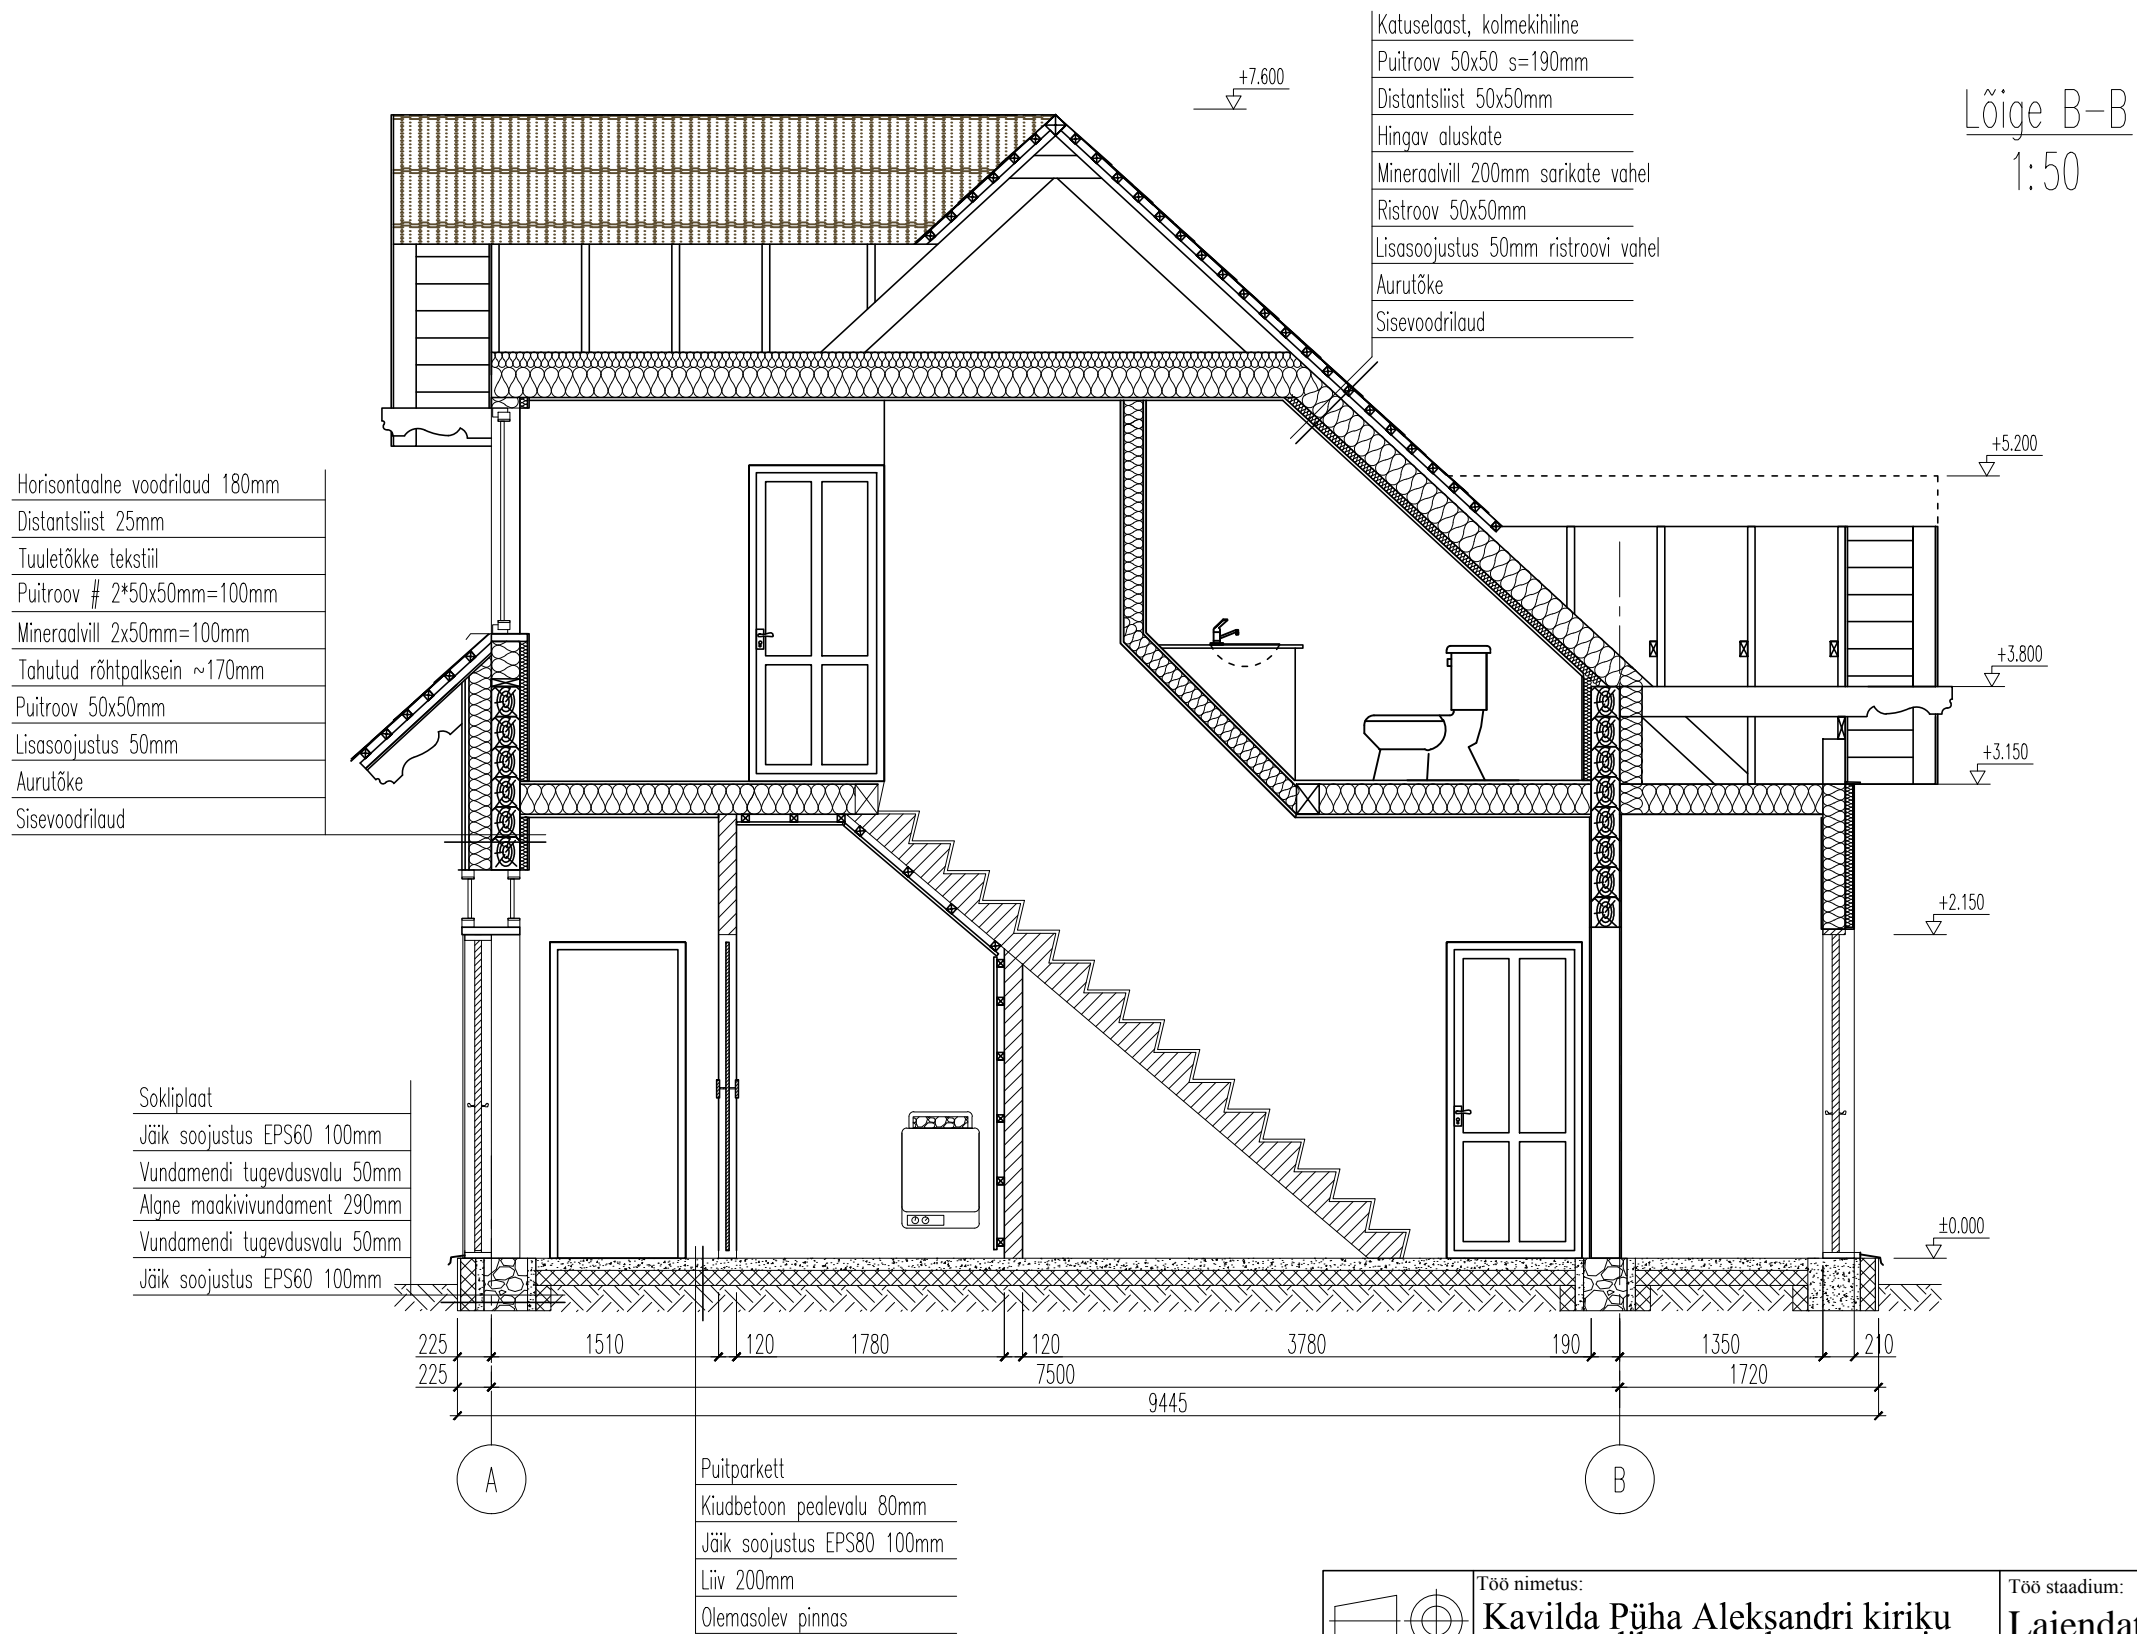 Katuselaast, kolmekihiline
Puitroov 50x50 s=190mm
Distantsliist 50x50mm
Hingav aluskate
Mineraalvill 200mm sarikate vahel
Ristroov 50x50mm
Lisasoojustus 50mm ristroovi vahel
Aurutõke
Sisevoodrilaud
+7.600
Lõige B-B
1:50
+5.200
Horisontaalne voodrilaud 180mm
Distantsliist 25mm
Tuuletõkke tekstiil
Puitroov # 2*50x50mm=100mm
Mineraalvill 2x50mm=100mm
Tahutud rõhtpalksein ~170mm
Puitroov 50x50mm
Lisasoojustus 50mm
Aurutõke
Sisevoodrilaud
+3.800
+3.150
+2.150
±0.000
Sokliplaat
Jäik soojustus EPS60 100mm
Vundamendi tugevdusvalu 50mm
Algne maakivivundament 290mm
Vundamendi tugevdusvalu 50mm
Jäik soojustus EPS60 100mm
225 1510 120 1780 120 3780 190 1350 210
225 7500 1720
9445
A B
Puitparkett
Kiudbetoon pealevalu 80mm
Jäik soojustus EPS80 100mm
Liiv 200mm
Olemasolev pinnas
Töö nimetus:
Kavilda Püha Aleksandri kiriku
Töö staadium: